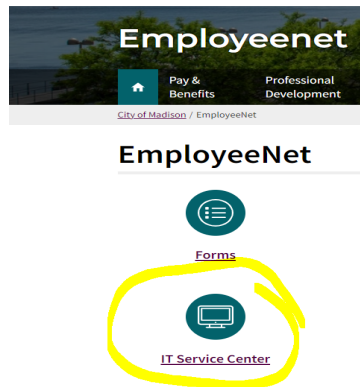 Employeenet
Pay & Professional
Benefits Development
City of Madison / EmployeeNet
EmployeeNet
Forms
IT Service Center